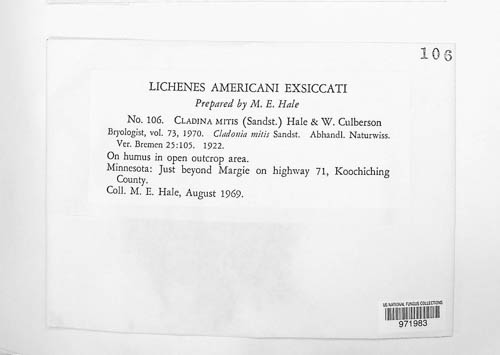 106
LICHENES AMERICANI EXSICCATI
Prepared by M. E. Hale
No. 106. CLADINA MITIS (Sandst.) Hale & W. Culberson
Bryologist, vol. 73, 1970. Cladonia mitis Sandst. Abhandl. Naturwiss.
Ver. Bremen 25:105. 1922.
On humus in open outcrop area.
Minnesota: Just beyond Margie on highway 71, Koochiching
County.
Coll. M. E. Hale, August 1969.
US NATIONAL FUNGUS COLLECTIONS
971983